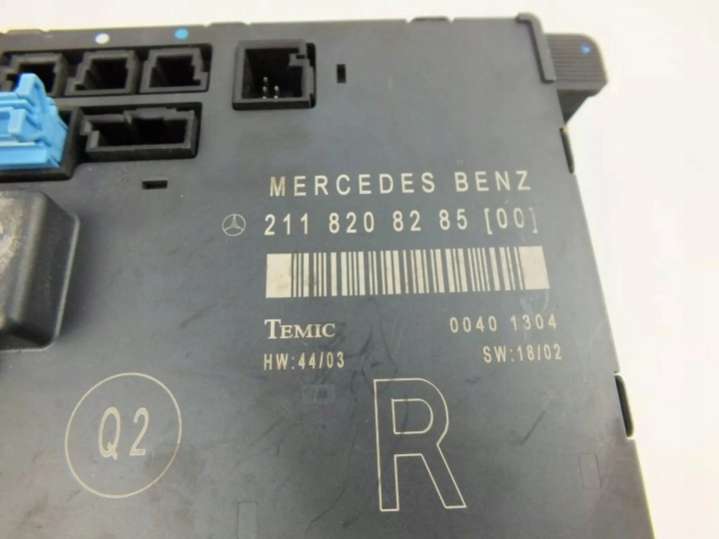 MERCEDES BENZ
211 820 82 85 [00]
TEMIC 0040 1304
HW:44/03 SW:18/02
Q2
R